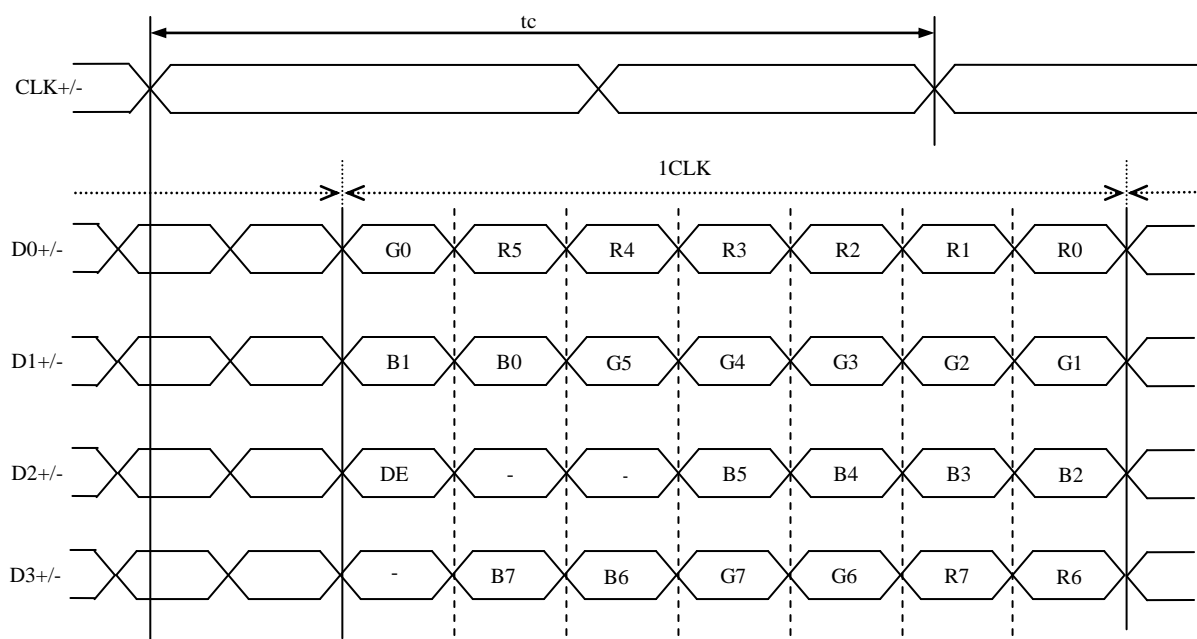 tc
CLK+/-
1CLK
D0+/- G0 R5 R4 R3 R2 R1 R0
D1+/- B1 B0 G5 G4 G3 G2 G1
D2+/- DE - - B5 B4 B3 B2
D3+/- - B7 B6 G7 G6 R7 R6